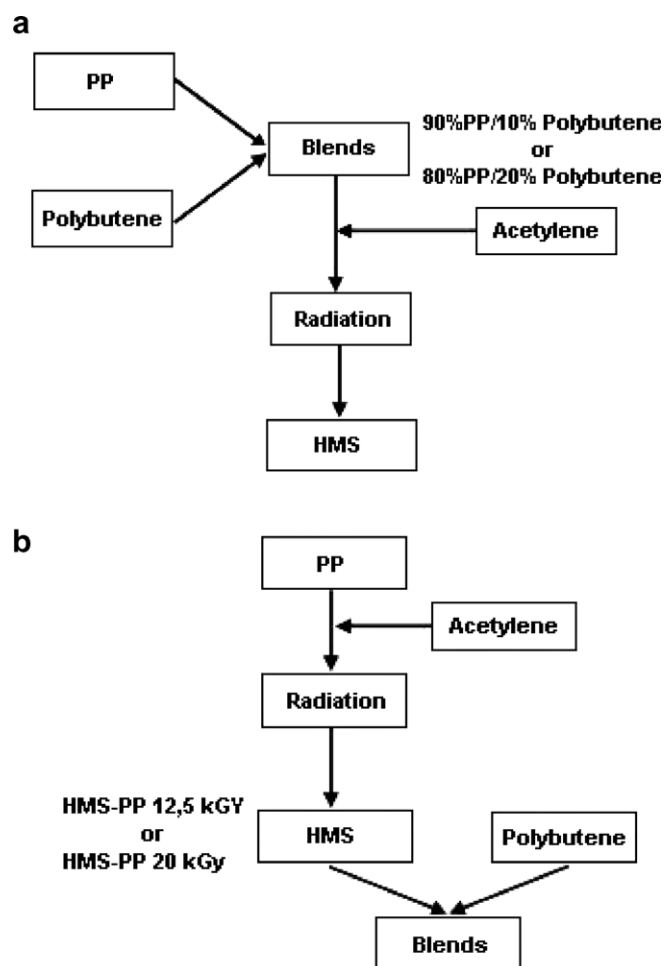 a
PP
Blends
90%PP/10% Polybutene
or
80%PP/20% Polybutene
Polybutene
Acetylene
Radiation
HMS
b
PP
Acetylene
Radiation
HMS-PP 12,5 kGY
or
HMS-PP 20 kGy
HMS
Polybutene
Blends